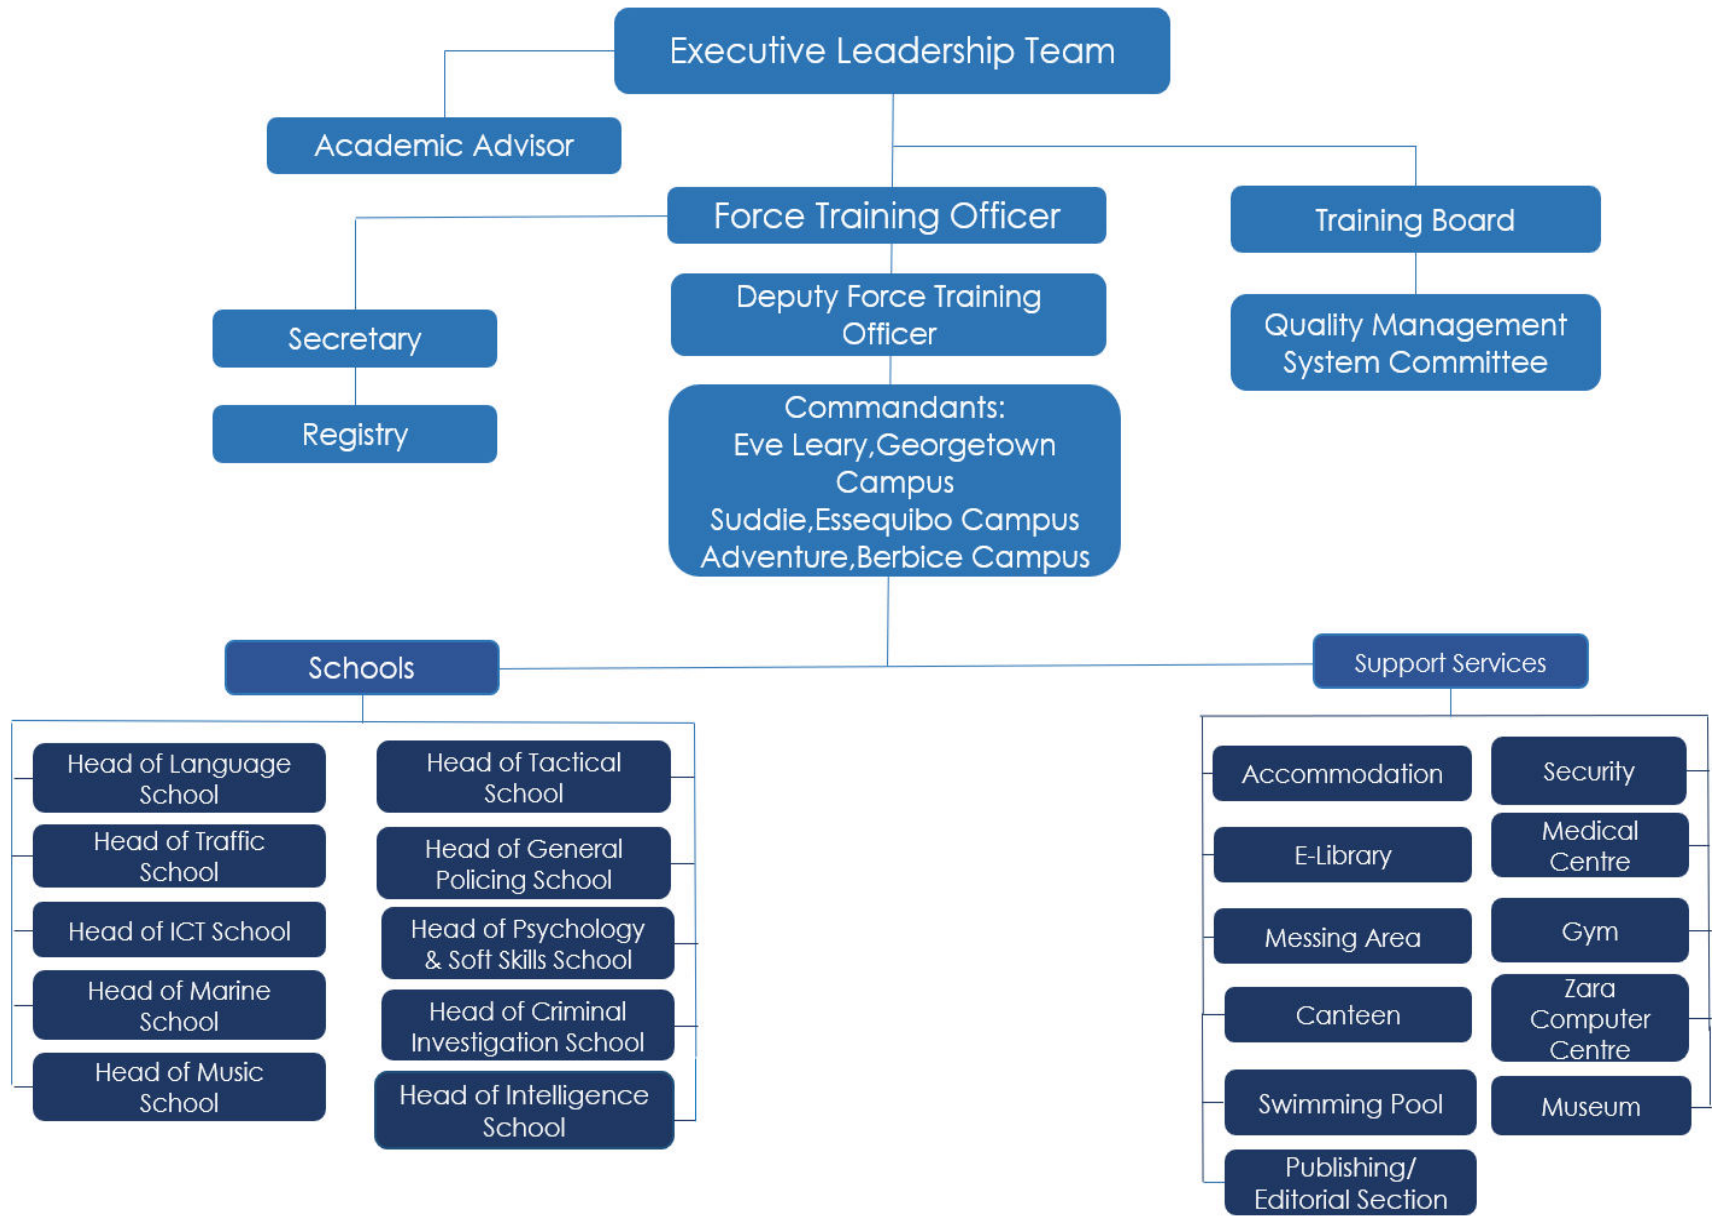 Executive Leadership Team
Academic Advisor
Force Training Officer
Training Board
Deputy Force Training
Officer
Secretary
Quality Management
System Committee
Registry
Commandants:
Eve Leary,Georgetown
Campus
Suddie,Essequibo Campus
Adventure,Berbice Campus
Schools
Head of Language
School
Head of Traffic
School
Head of ICT School
Head of Marine
School
Head of Music
School
Head of Tactical
School
Head of General
Policing School
Head of Psychology
& Soft Skills School
Head of Criminal
Investigation School
Head of Intelligence
School
Support Services
Accommodation
E-Library
Messing Area
Canteen
Swimming Pool
Publishing/
Editorial Section
Security
Medical
Centre
Gym
Zara
Computer
Centre
Museum